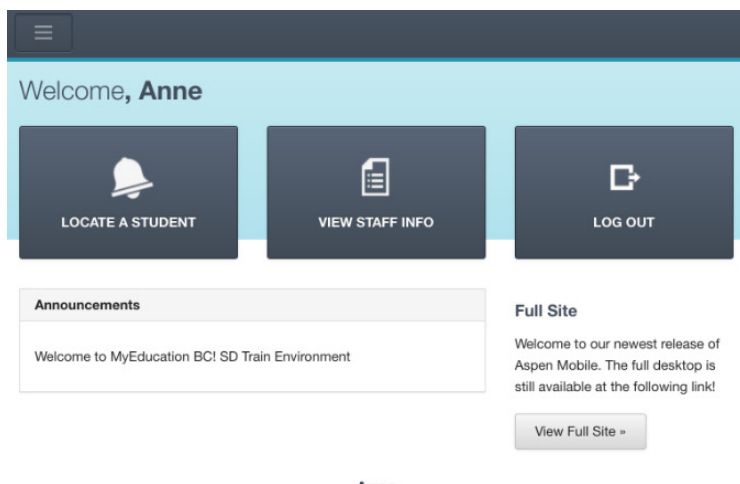 Welcome, Anne
LOCATE A STUDENT
VIEW STAFF INFO
LOG OUT
Announcements
Welcome to MyEducation BC! SD Train Environment
Full Site
Welcome to our newest release of
Aspen Mobile. The full desktop is
still available at the following link!
View Full Site »